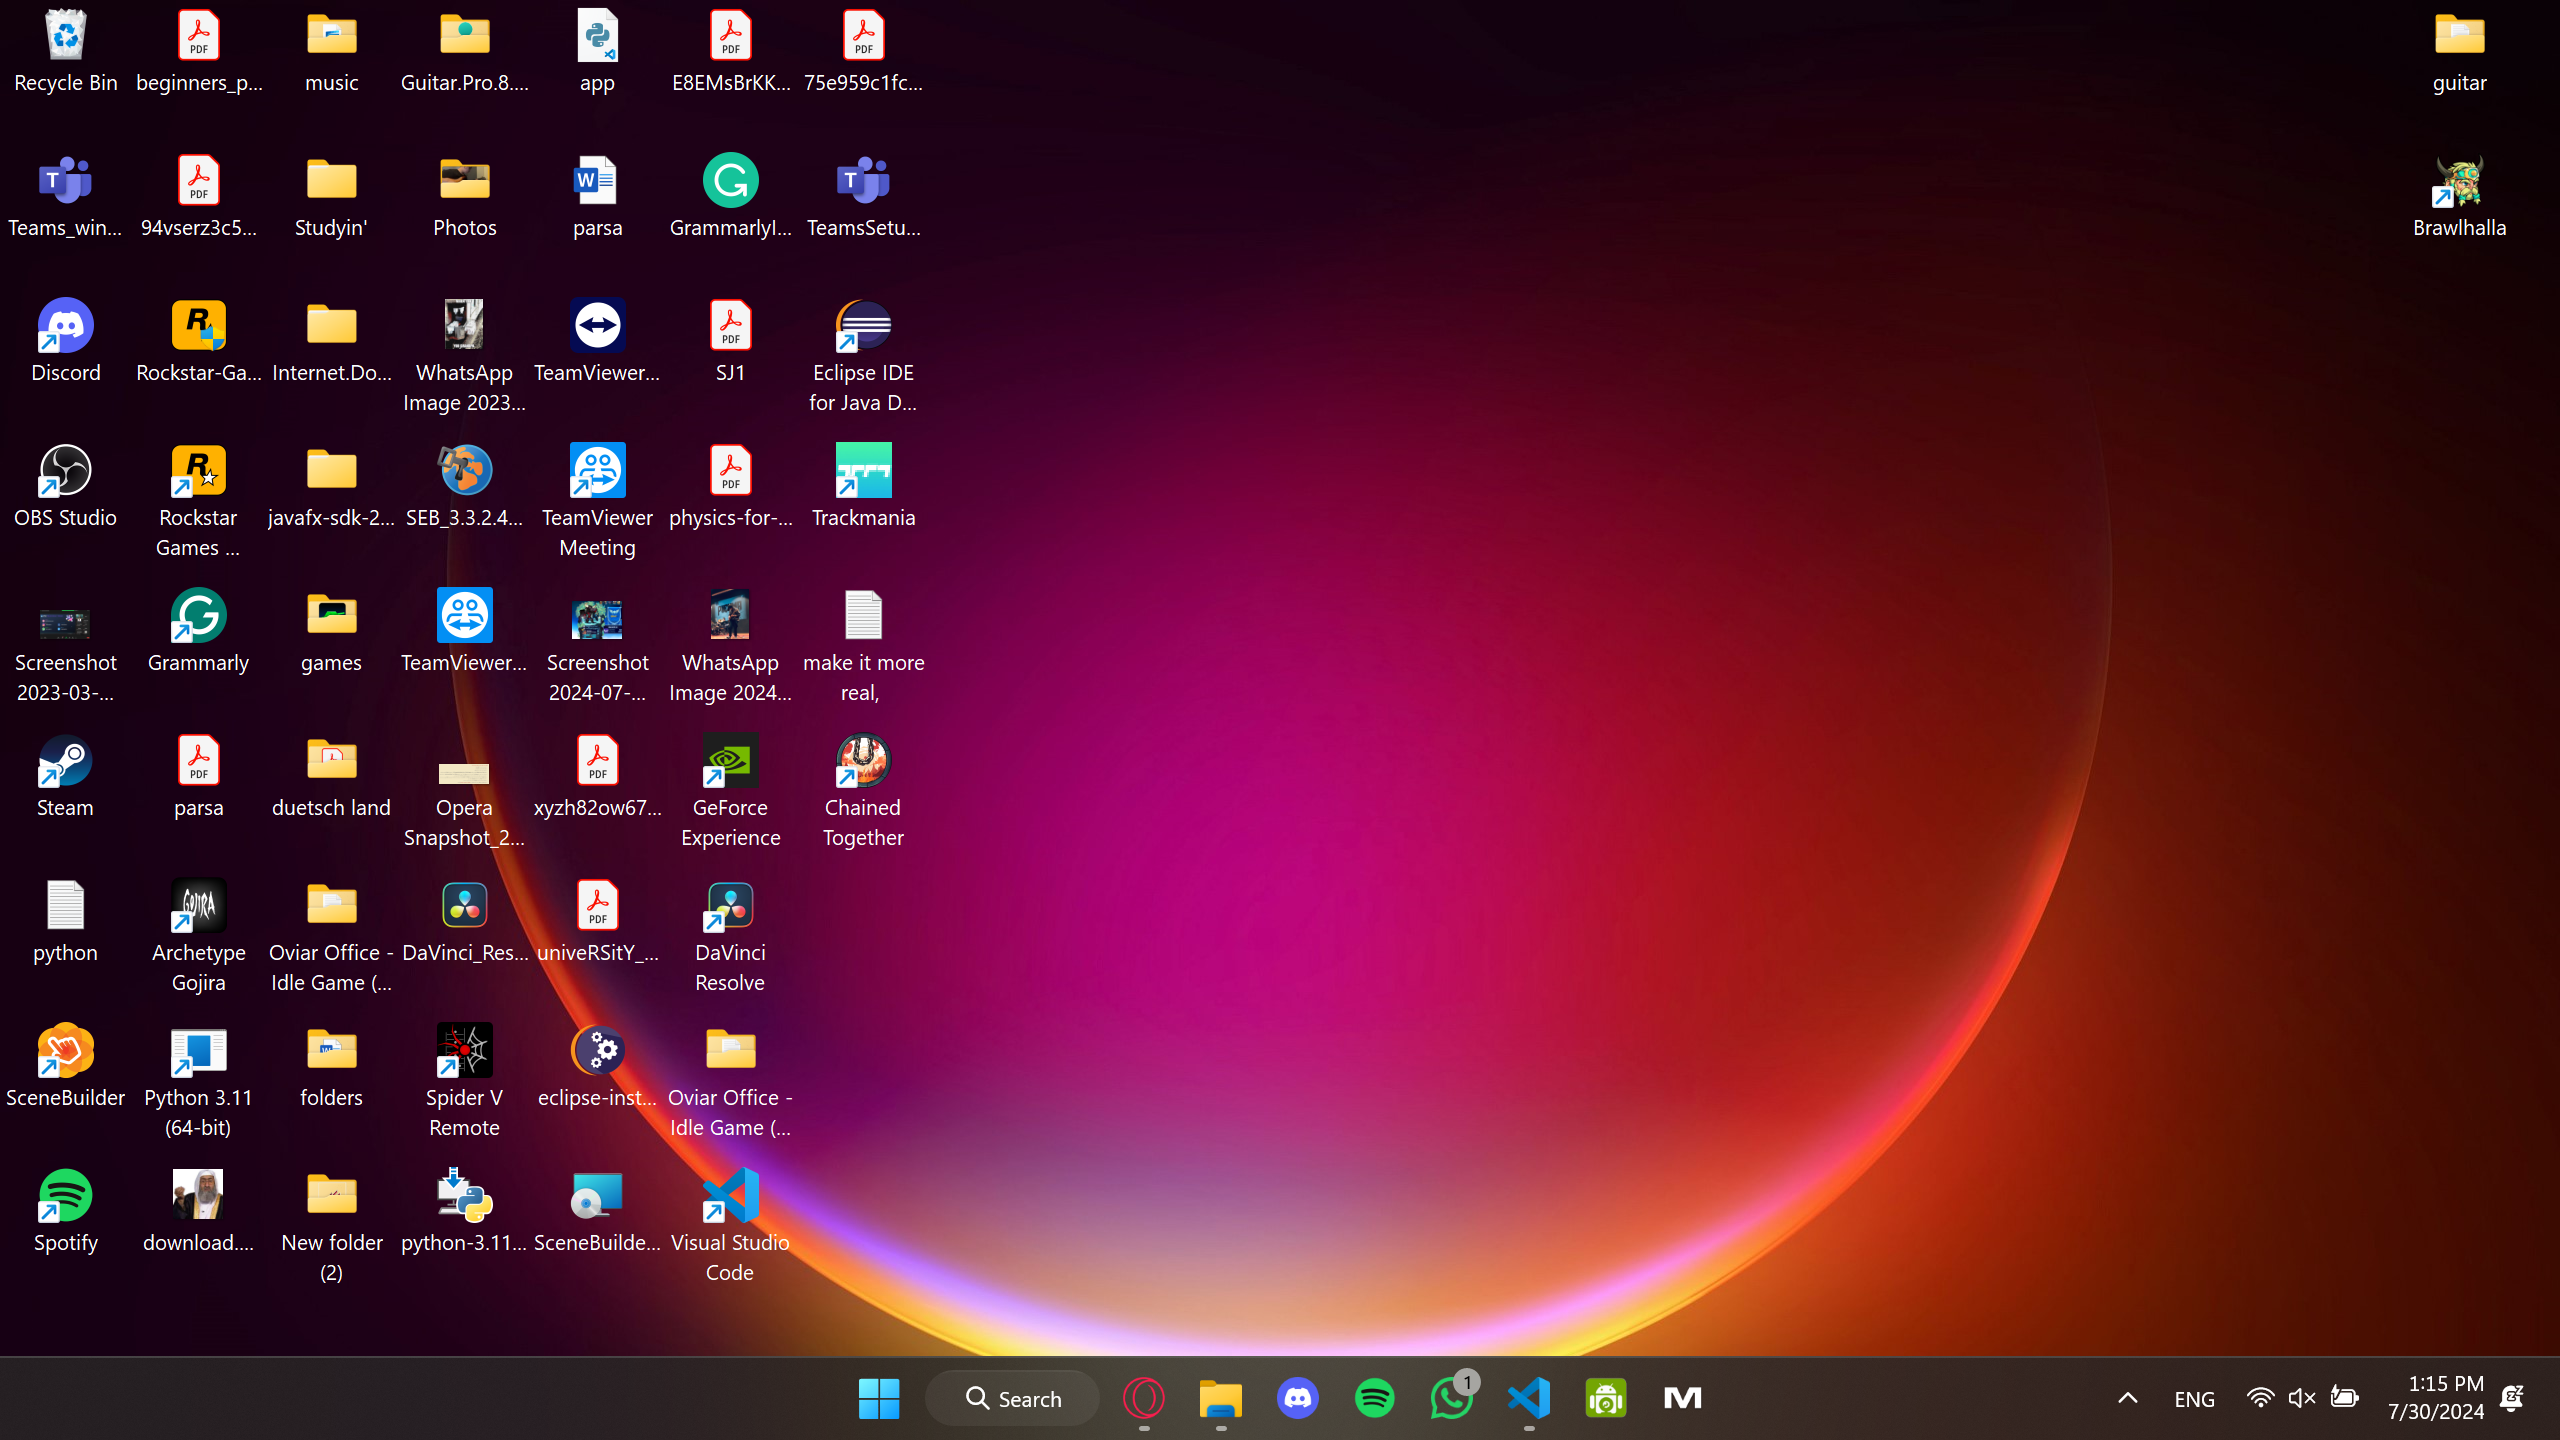 Recycle Bin
beginners_p...
music
Guitar.Pro.8....
app
E8EMsBrKK...
75e959c1fc...
guitar
Teams_win...
94vserz3c5...
Studyin'
Photos
parsa
GrammarlyI...
TeamsSetu...
Brawlhalla
Discord
Rockstar-Ga...
Internet.Do...
WhatsApp
Image 2023...
TeamViewer...
SJ1
Eclipse IDE
for Java D...
OBS Studio
Rockstar
Games ...
javafx-sdk-2...
SEB_3.3.2.4...
TeamViewer
Meeting
physics-for-...
Trackmania
Screenshot
2023-03-...
Grammarly
games
TeamViewer...
Screenshot
2024-07-...
WhatsApp
Image 2024...
make it more
real,
Steam
parsa
duetsch land
Opera
Snapshot_2...
xyzh82ow67...
GeForce
Experience
Chained
Together
python
GOJIRA
Archetype
Gojira
Oviar Office -
Idle Game (...
DaVinci_Res...
univeRSitY_...
DaVinci
Resolve
SceneBuilder
Python 3.11
(64-bit)
folders
Spider V
Remote
eclipse-inst...
Oviar Office -
Idle Game (...
Spotify
download....
New folder
(2)
python-3.11...
SceneBuilde...
Visual Studio
Code
Search
1
M
ENG
1:15 PM
7/30/2024